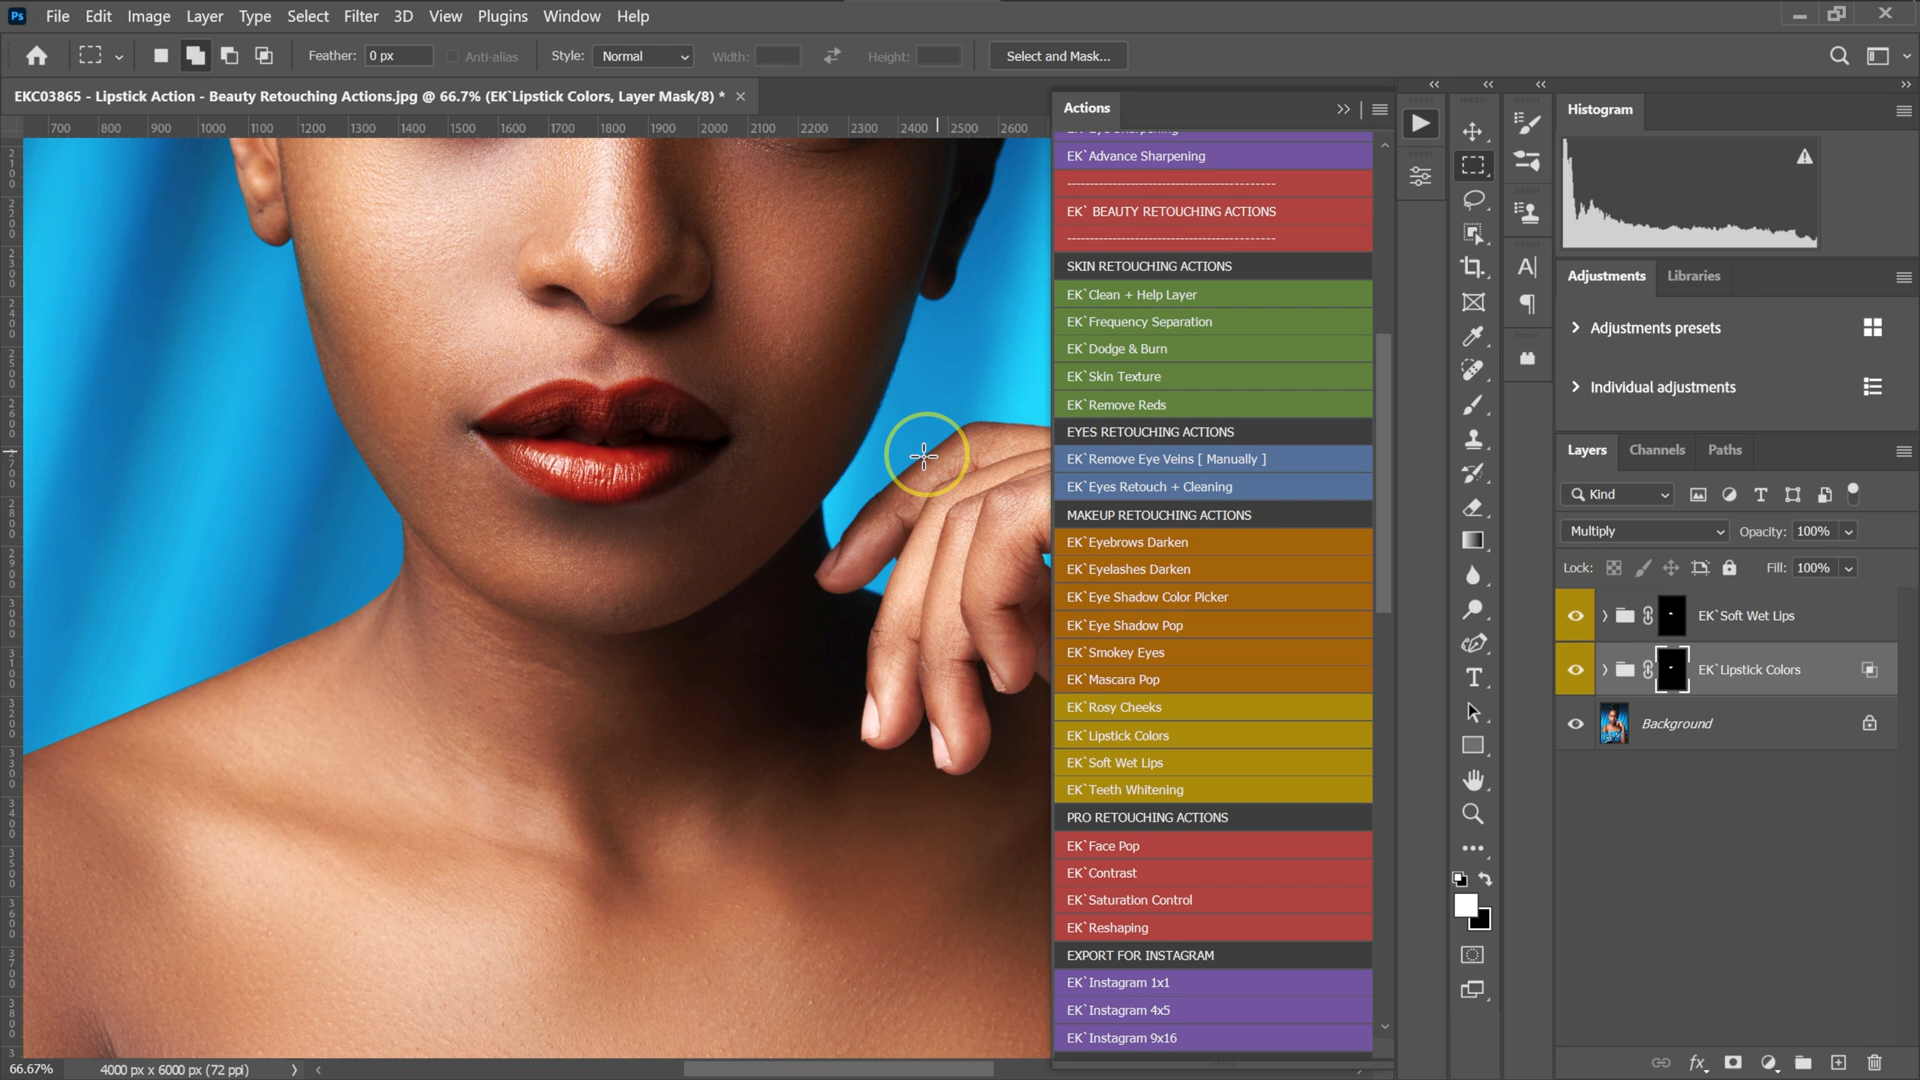 Ps File Edit Image Layer Type Select Filter 3D View Plugins Window Help
Feather: 0 px Anti-alias Style: Normal Width: Height: Select and Mask...
EKC03865 - Lipstick Action - Beauty Retouching Actions.jpg @ 66.7% (EK`Lipstick Colors, Layer Mask/8) *
700 800 900 1000 1100 1200 1300 1400 1500 1600 1700 1800 1900 2000 2100 2200 2300 2400 2500 2600
Actions
EK`Eye Sharpening
EK`Advance Sharpening
------------------------------------------
EK` BEAUTY RETOUCHING ACTIONS
------------------------------------------
SKIN RETOUCHING ACTIONS
EK`Clean + Help Layer
EK`Frequency Separation
EK`Dodge & Burn
EK`Skin Texture
EK`Remove Reds
EYES RETOUCHING ACTIONS
EK`Remove Eye Veins [ Manually ]
EK`Eyes Retouch + Cleaning
MAKEUP RETOUCHING ACTIONS
EK`Eyebrows Darken
EK`Eyelashes Darken
EK`Eye Shadow Color Picker
EK`Eye Shadow Pop
EK`Smokey Eyes
EK`Mascara Pop
EK`Rosy Cheeks
EK`Lipstick Colors
EK`Soft Wet Lips
EK`Teeth Whitening
PRO RETOUCHING ACTIONS
EK`Face Pop
EK`Contrast
EK`Saturation Control
EK`Reshaping
EXPORT FOR INSTAGRAM
EK`Instagram 1x1
EK`Instagram 4x5
EK`Instagram 9x16
Histogram
Adjustments Libraries
Adjustments presets
Individual adjustments
Layers Channels Paths
Kind
Multiply Opacity: 100%
Lock: Fill: 100%
EK`Soft Wet Lips
EK`Lipstick Colors
Background
66.67% 4000 px x 6000 px (72 ppi)